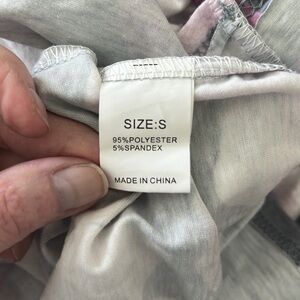 SIZE:S
95%POLYESTER
5%SPANDEX
MADE IN CHINA